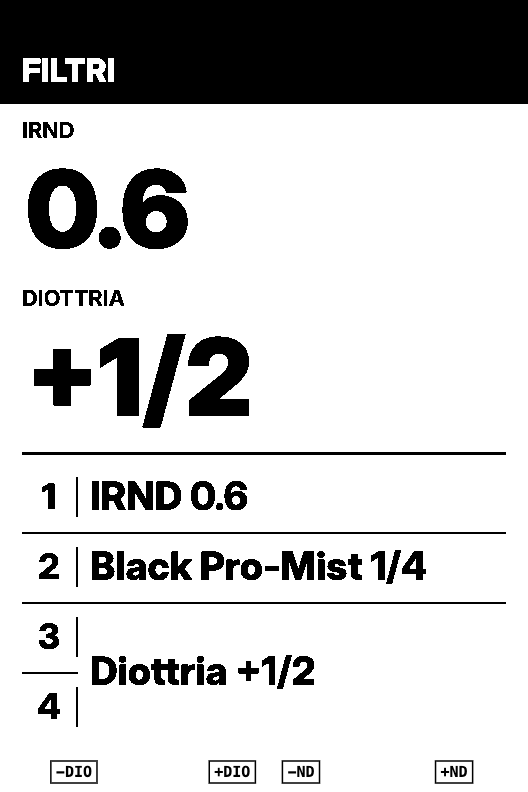 FILTRI
IRND
0.6
DIOTTRIA
+1/2
1 IRND 0.6
2 Black Pro-Mist 1/4
3
Diottria +1/2
4
−DIO +DIO −ND +ND